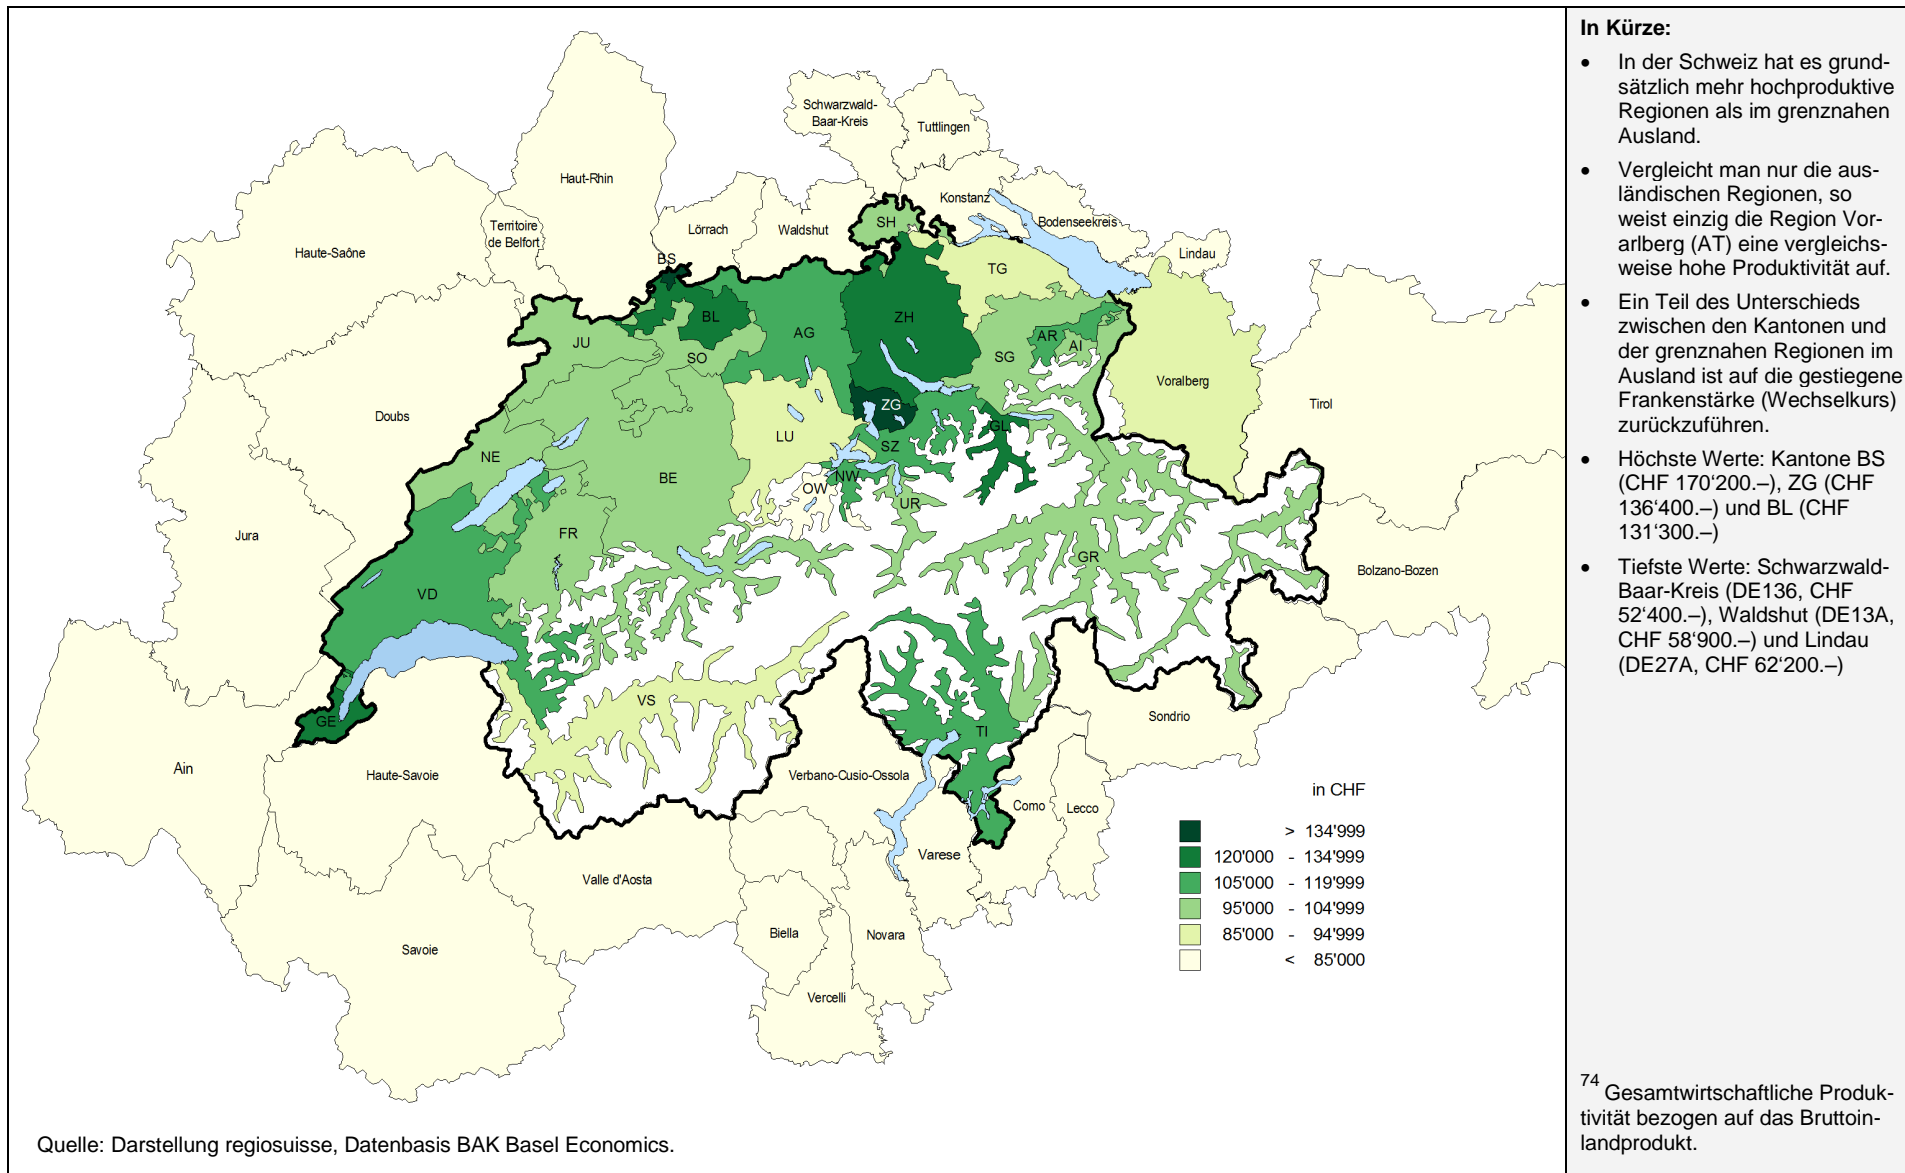 Schwarzwald-
Baar-Kreis
Tuttlingen
Haut-Rhin
Konstanz
Bodenseekreis
Territoire
de Belfort
Lörrach
Waldshut
SH
Haute-Saône
Lindau
BS
TG
BL
AG
ZH
JU
SO
SG
AR
AI
Voralberg
Tirol
Doubs
ZG
GL
LU
SZ
NE
BE
OW
NW
UR
Jura
FR
GR
Bolzano-Bozen
VD
VS
GE
TI
Sondrio
Ain
Haute-Savoie
Verbano-Cusio-Ossola
Como
Lecco
Varese
Valle d'Aosta
Biella
Novara
Savoie
Vercelli
in CHF
> 134'999
120'000 - 134'999
105'000 - 119'999
95'000 - 104'999
85'000 - 94'999
< 85'000
Quelle: Darstellung regiosuisse, Datenbasis BAK Basel Economics.
In Kürze:
• In der Schweiz hat es grund-
sätzlich mehr hochproduktive
Regionen als im grenznahen
Ausland.
• Vergleicht man nur die aus-
ländischen Regionen, so
weist einzig die Region Vor-
arlberg (AT) eine vergleichs-
weise hohe Produktivität auf.
• Ein Teil des Unterschieds
zwischen den Kantonen und
der grenznahen Regionen im
Ausland ist auf die gestiegene
Frankenstärke (Wechselkurs)
zurückzuführen.
• Höchste Werte: Kantone BS
(CHF 170‘200.–), ZG (CHF
136‘400.–) und BL (CHF
131‘300.–)
• Tiefste Werte: Schwarzwald-
Baar-Kreis (DE136, CHF
52‘400.–), Waldshut (DE13A,
CHF 58‘900.–) und Lindau
(DE27A, CHF 62‘200.–)
74 Gesamtwirtschaftliche Produk-
tivität bezogen auf das Bruttoin-
landprodukt.